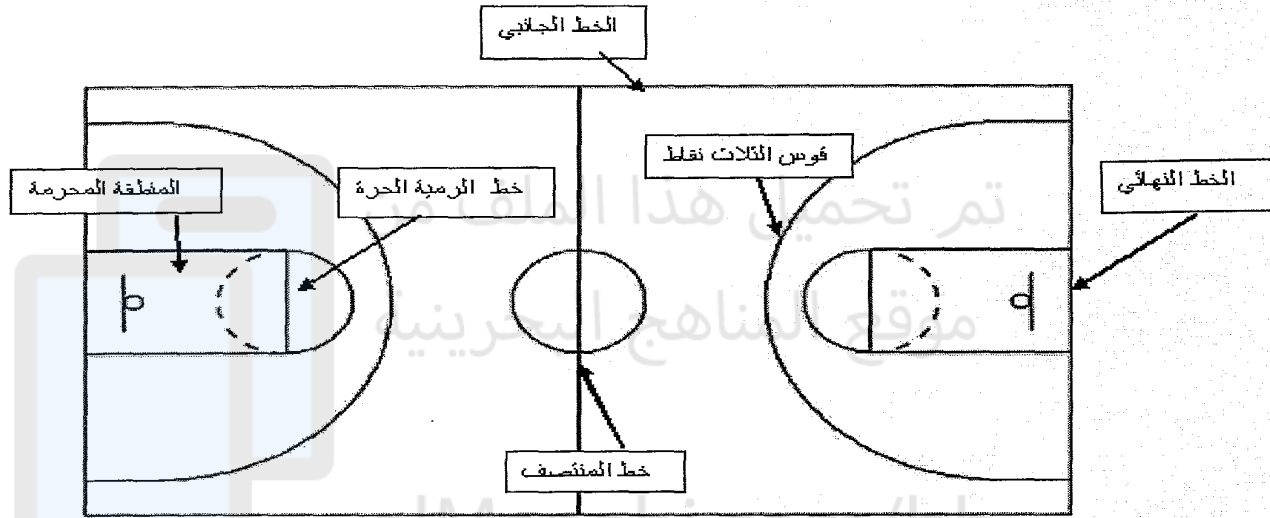 الخط الجانبي
قوس الثلاث نقاط
الخط النهائي
خط الرمية الحرة
المنطقة المحرمة
تم تحميل هذا الملف من
موقع المناهج البحرينية
خط المنتصف